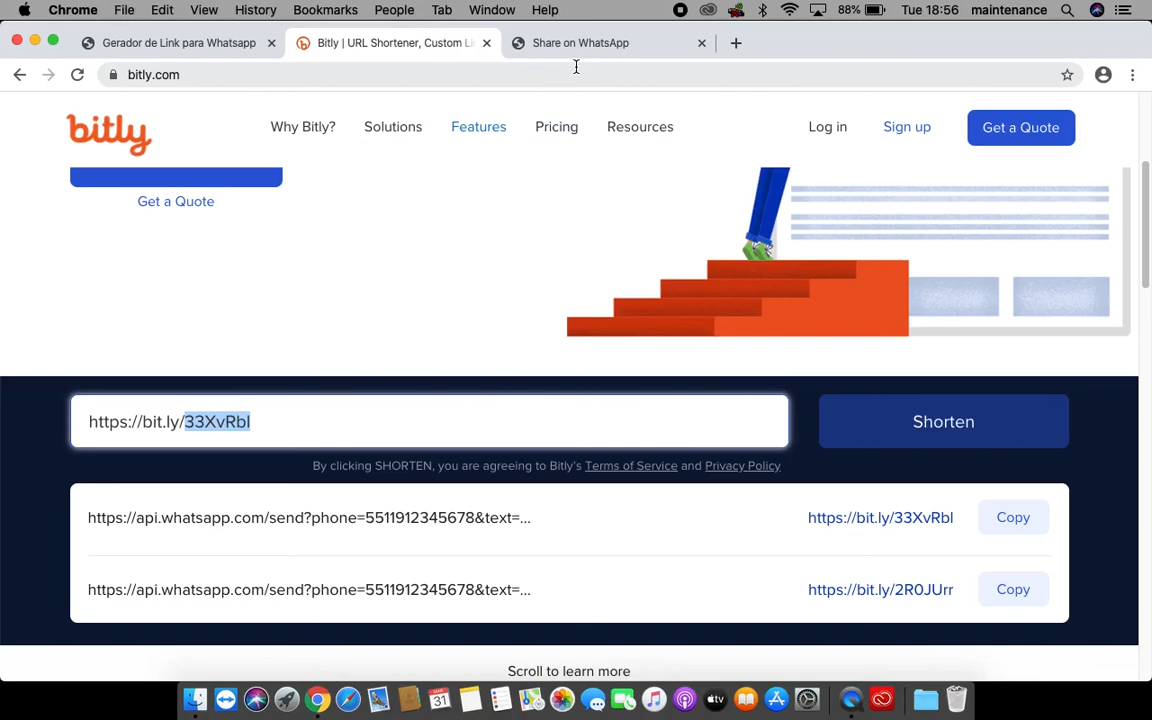 Chrome File Edit View History Bookmarks People Tab Window Help 88% Tue 18:56 maintenance
Gerador de Link para Whatsapp Bitly | URL Shortener, Custom Li Share on WhatsApp
bitly.com
bitly Why Bitly? Solutions Features Pricing Resources Log in Sign up Get a Quote
Get a Quote
https://bit.ly/33XvRbl Shorten
By clicking SHORTEN, you are agreeing to Bitly's Terms of Service and Privacy Policy
https://api.whatsapp.com/send?phone=5511912345678&text=... https://bit.ly/33XvRbl Copy
https://api.whatsapp.com/send?phone=5511912345678&text=... https://bit.ly/2R0JUrr Copy
Scroll to learn more
31
tv